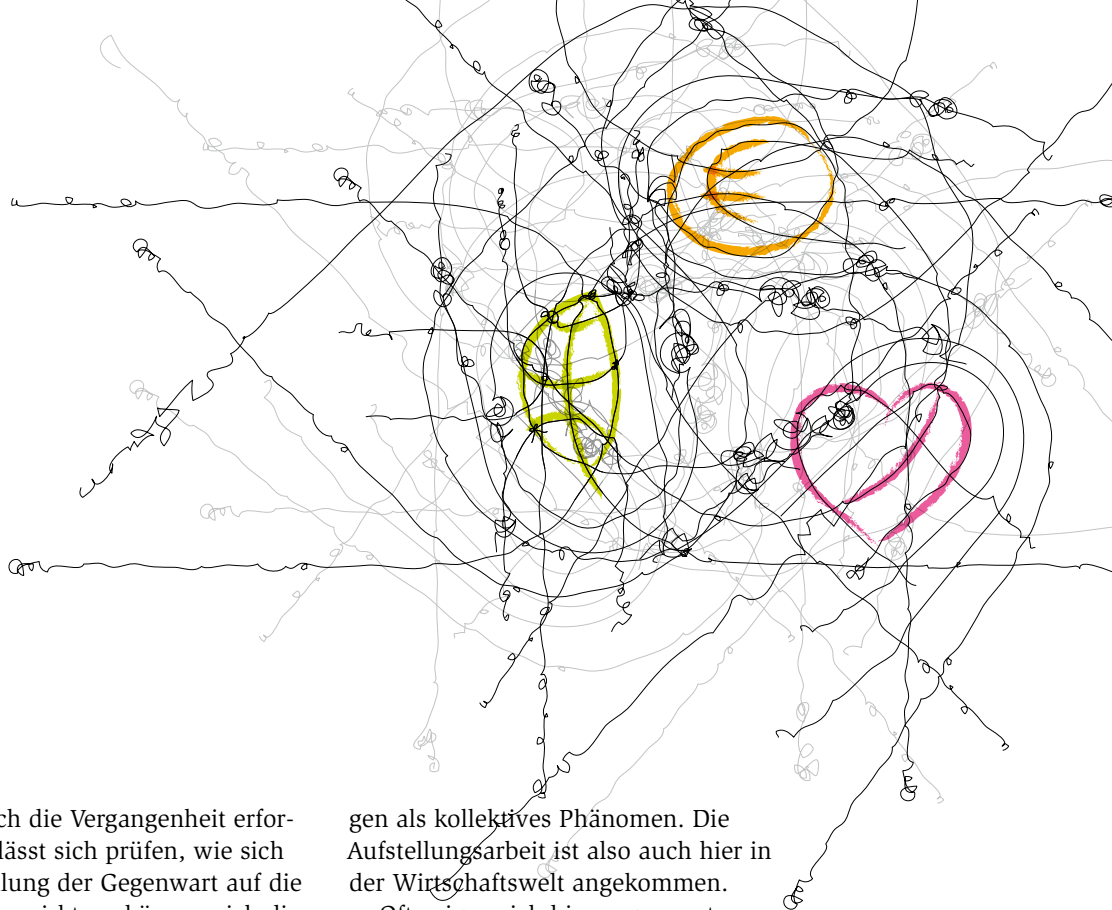 ch die Vergangenheit erfor-
lässt sich prüfen, wie sich
lung der Gegenwart auf die
gen als kollektives Phänomen. Die
Aufstellungsarbeit ist also auch hier in
der Wirtschaftswelt angekommen.